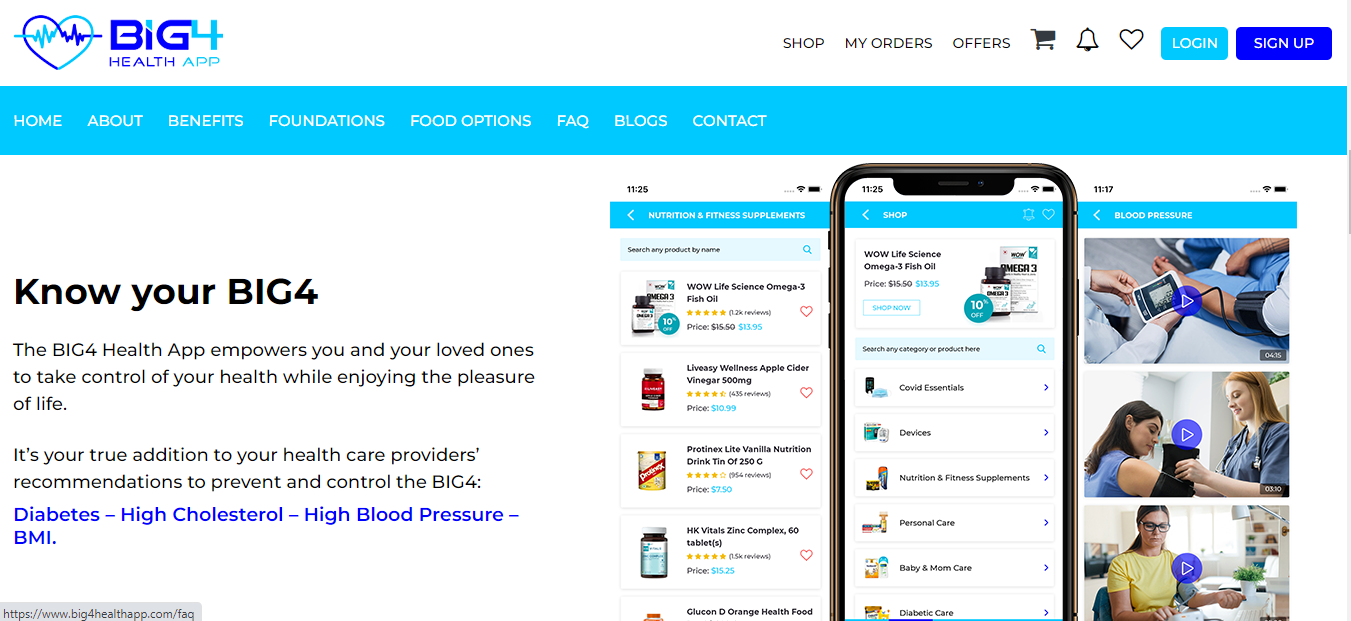 BiG4
HEALTH APP
SHOP
MY ORDERS
OFFERS
LOGIN
SIGN UP
HOME
ABOUT
BENEFITS
FOUNDATIONS
FOOD OPTIONS
FAQ
BLOGS
CONTACT
Know your BIG4
The BIG4 Health App empowers you and your loved ones
to take control of your health while enjoying the pleasure
of life.
It's your true addition to your health care providers'
recommendations to prevent and control the BIG4:
Diabetes – High Cholesterol – High Blood Pressure –
BMI.
11:25
NUTRITION & FITNESS SUPPLEMENTS
Search any product by name
WOW
OMEGA 3
10%
OFF
WOW Life Science Omega-3
Fish Oil
(1.2k reviews)
Price: $15.50 $13.95
Liveasy Wellness Apple Cider
Vinegar 500mg
(435 reviews)
Price: $10.99
Protinex
Protinex Lite Vanilla Nutrition
Drink Tin Of 250 G
(954 reviews)
Price: $7.50
HK Vitals Zinc Complex, 60
tablet(s)
(1.5k reviews)
Price: $15.25
Glucon D Orange Health Food
11:25
SHOP
WOW Life Science
Omega-3 Fish Oil
Price: $15.50 $13.95
SHOP NOW
WOW
OMEGA 3
10%
OFF
Search any category or product here
Covid Essentials
Devices
Nutrition & Fitness Supplements
Personal Care
Baby & Mom Care
Diabetic Care
11:17
BLOOD PRESSURE
04:15
03:10
https://www.big4healthapp.com/faq